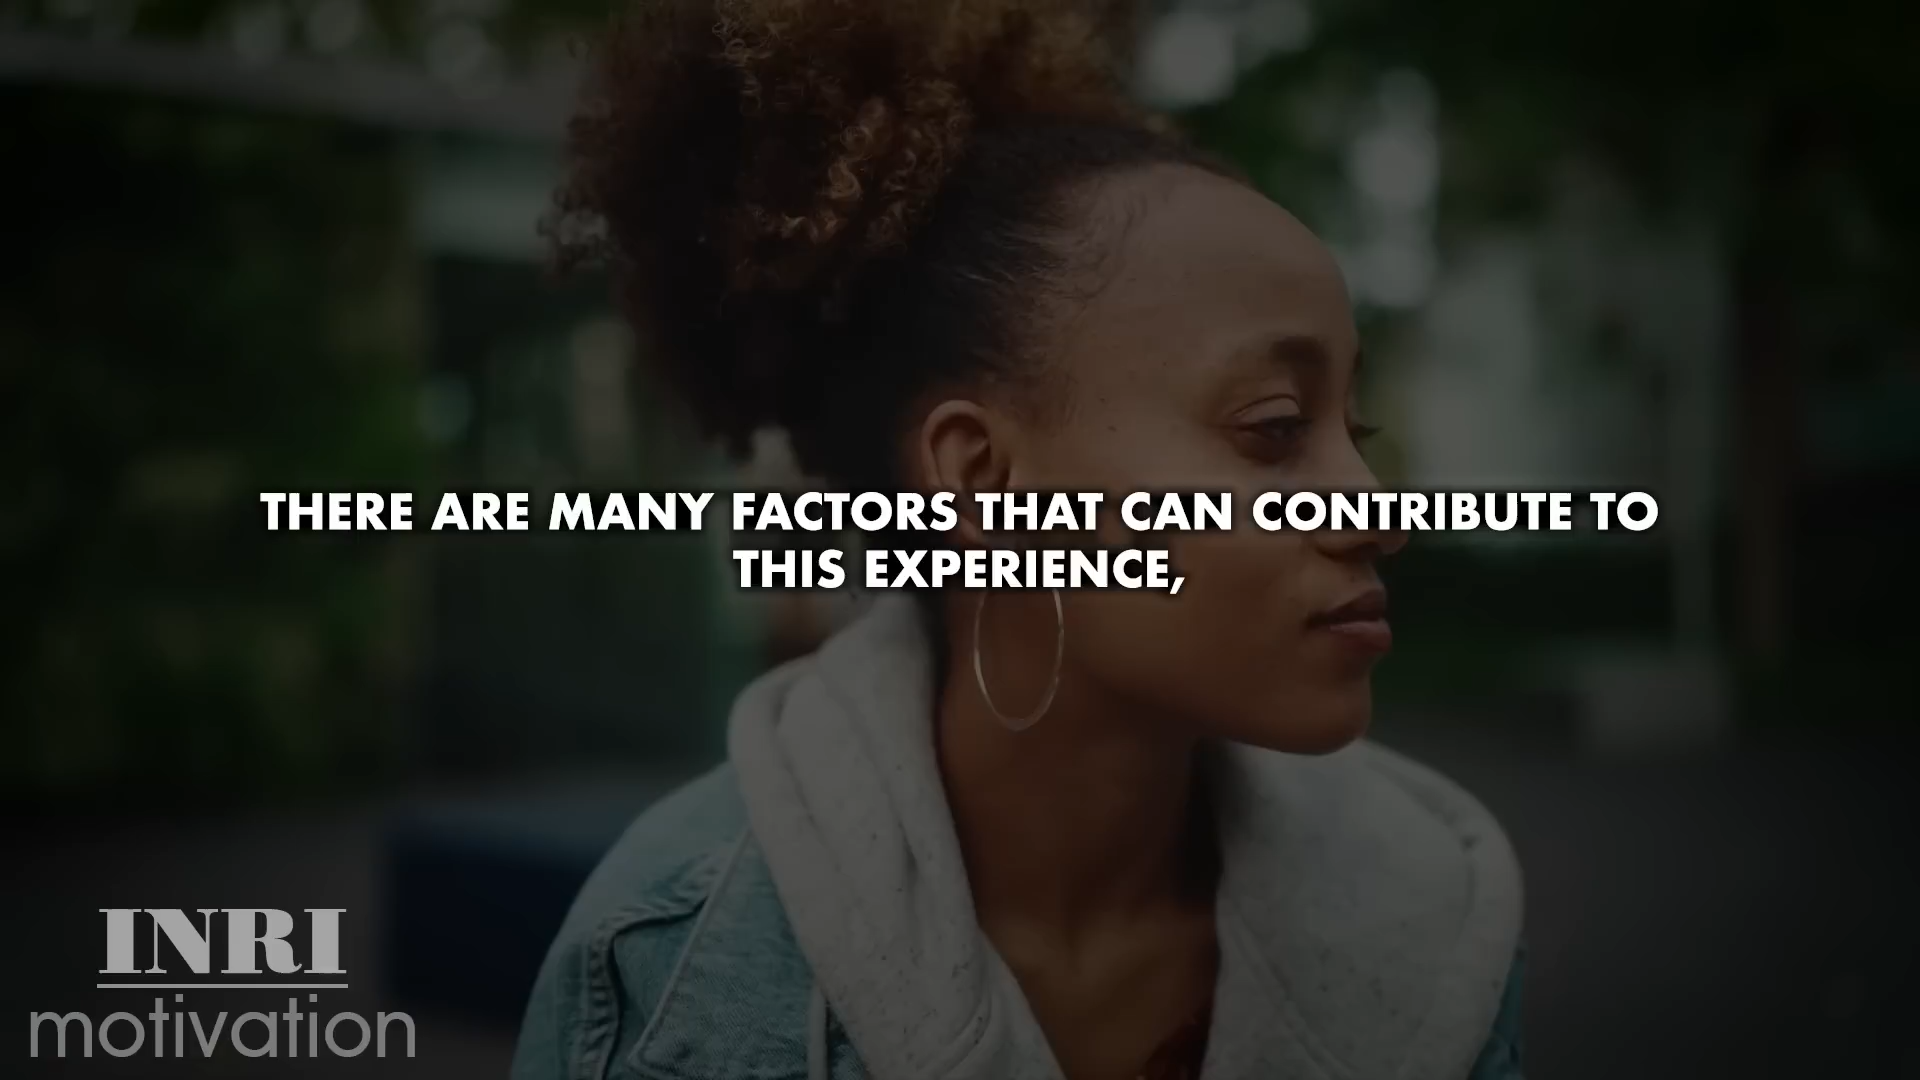 THERE ARE MANY FACTORS THAT CAN CONTRIBUTE TO
THIS EXPERIENCE,
INRI
motivation